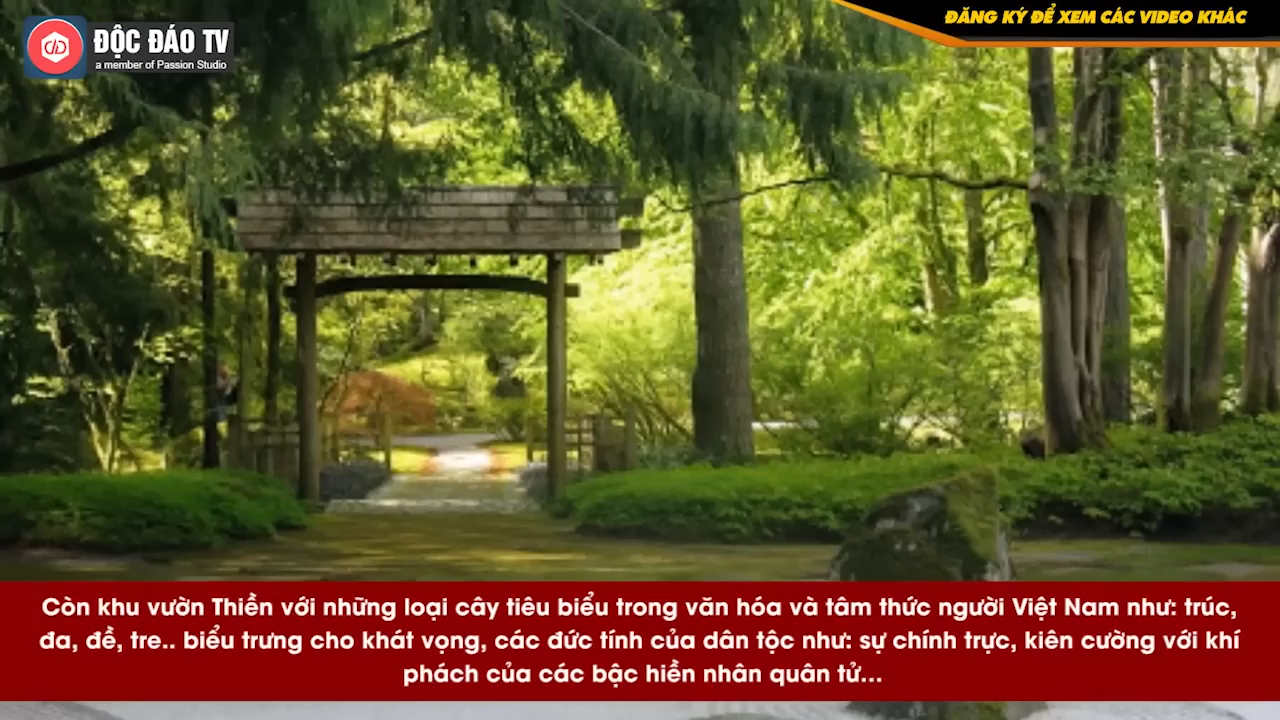 ĐỘC ĐÁO TV
a member of Passion Studio
ĐĂNG KÝ ĐỂ XEM CÁC VIDEO KHÁC
Còn khu vườn Thiền với những loại cây tiêu biểu trong văn hóa và tâm thức người Việt Nam như: trúc,
đa, đề, tre.. biểu trưng cho khát vọng, các đức tính của dân tộc như: sự chính trực, kiên cường với khí
phách của các bậc hiền nhân quân tử...